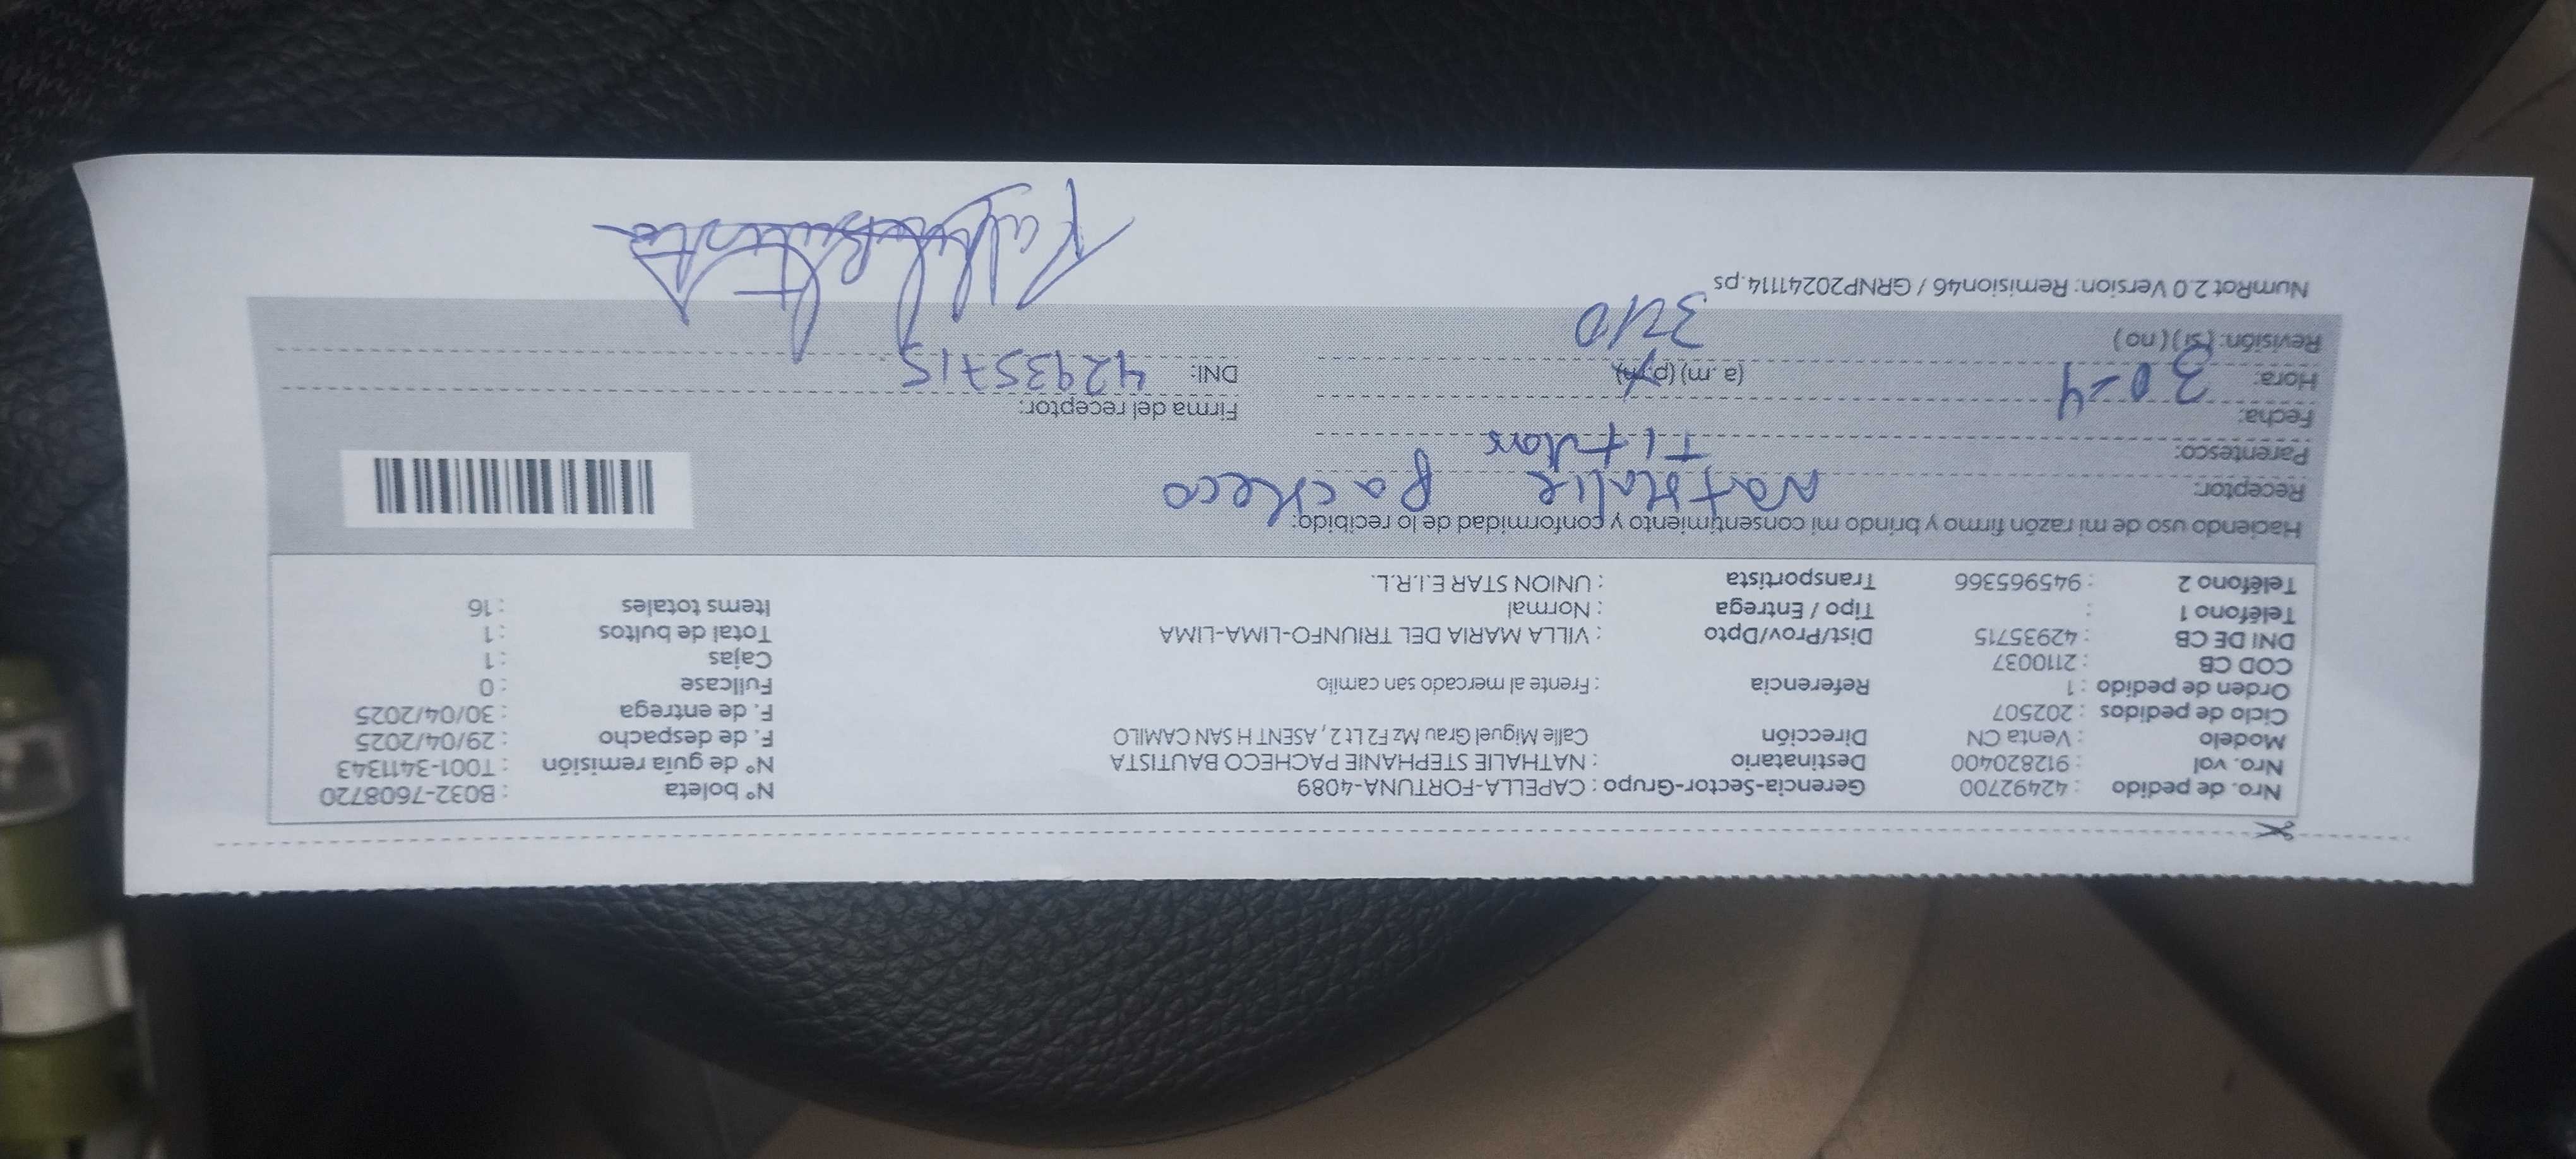 Nro. de pedido : 42492700 Gerencia-Sector-Grupo : CAPELLA-FORTUNA-4089 N° boleta : B032-7608720
Nro. vol : 912820400 Destinatario : NATHALIE STEPHANIE PACHECO BAUTISTA N° de guía remisión : T001-3411343
Modelo : Venta CN Dirección Calle Miguel Grau Mz F2 Lt 2 , ASENT H SAN CAMILO F. de despacho : 29/04/2025
Ciclo de pedidos : 202507 F. de entrega : 30/04/2025
Orden de pedido : 1 Referencia : Frente al mercado san camilo Fullcase : 0
COD CB : 2110037 Cajas : 1
DNI DE CB : 42935715 Dist/Prov/Dpto : VILLA MARIA DEL TRIUNFO-LIMA-LIMA Total de bultos : 1
Teléfono 1 : Tipo / Entrega : Normal Items totales : 16
Teléfono 2 : 945965366 Transportista : UNION STAR E.I.R.L.
Haciendo uso de mi razón firmo y brindo mi consentimiento y conformidad de lo recibido:
Receptor: Nathalie Pacheco
Parentesco: Titular
Fecha: 30-4 Firma del receptor:
Hora: (a.m) (p.m) DNI: 42935715
Revisión: (si) (no) 340
NumRot 2.0 Version: Remision46 / GRNP20241114.ps